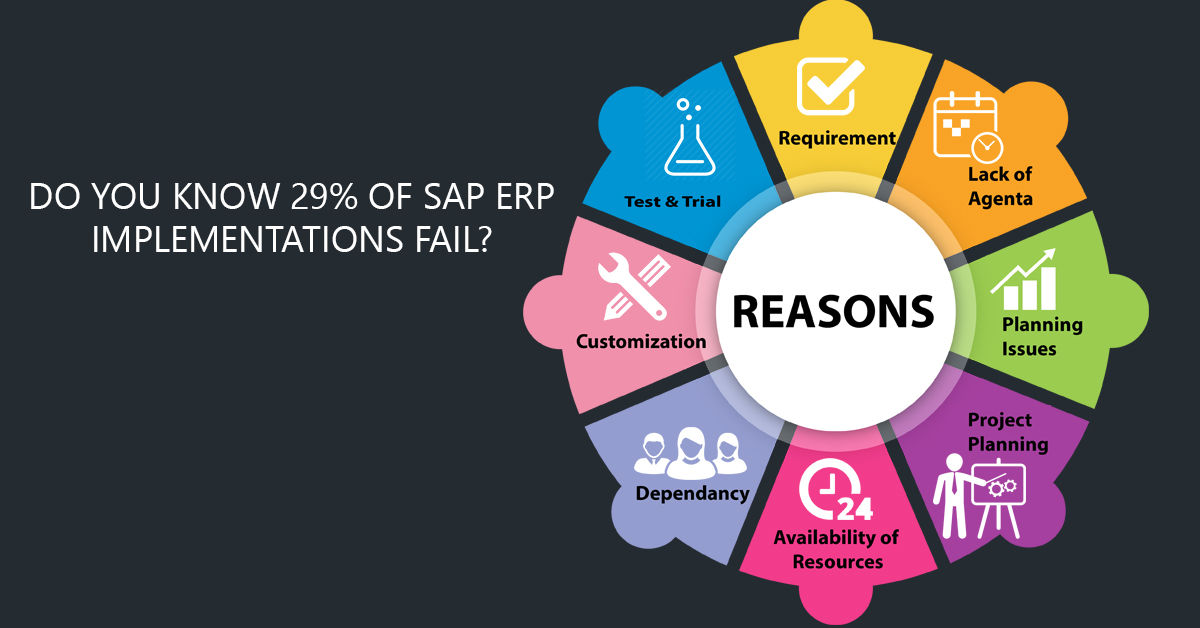 DO YOU KNOW 29% OF SAP ERP
IMPLEMENTATIONS FAIL?
REASONS
Requirement
Lack of
Agenta
Planning
Issues
Project
Planning
24
Availability of
Resources
Dependancy
Customization
Test & Trial